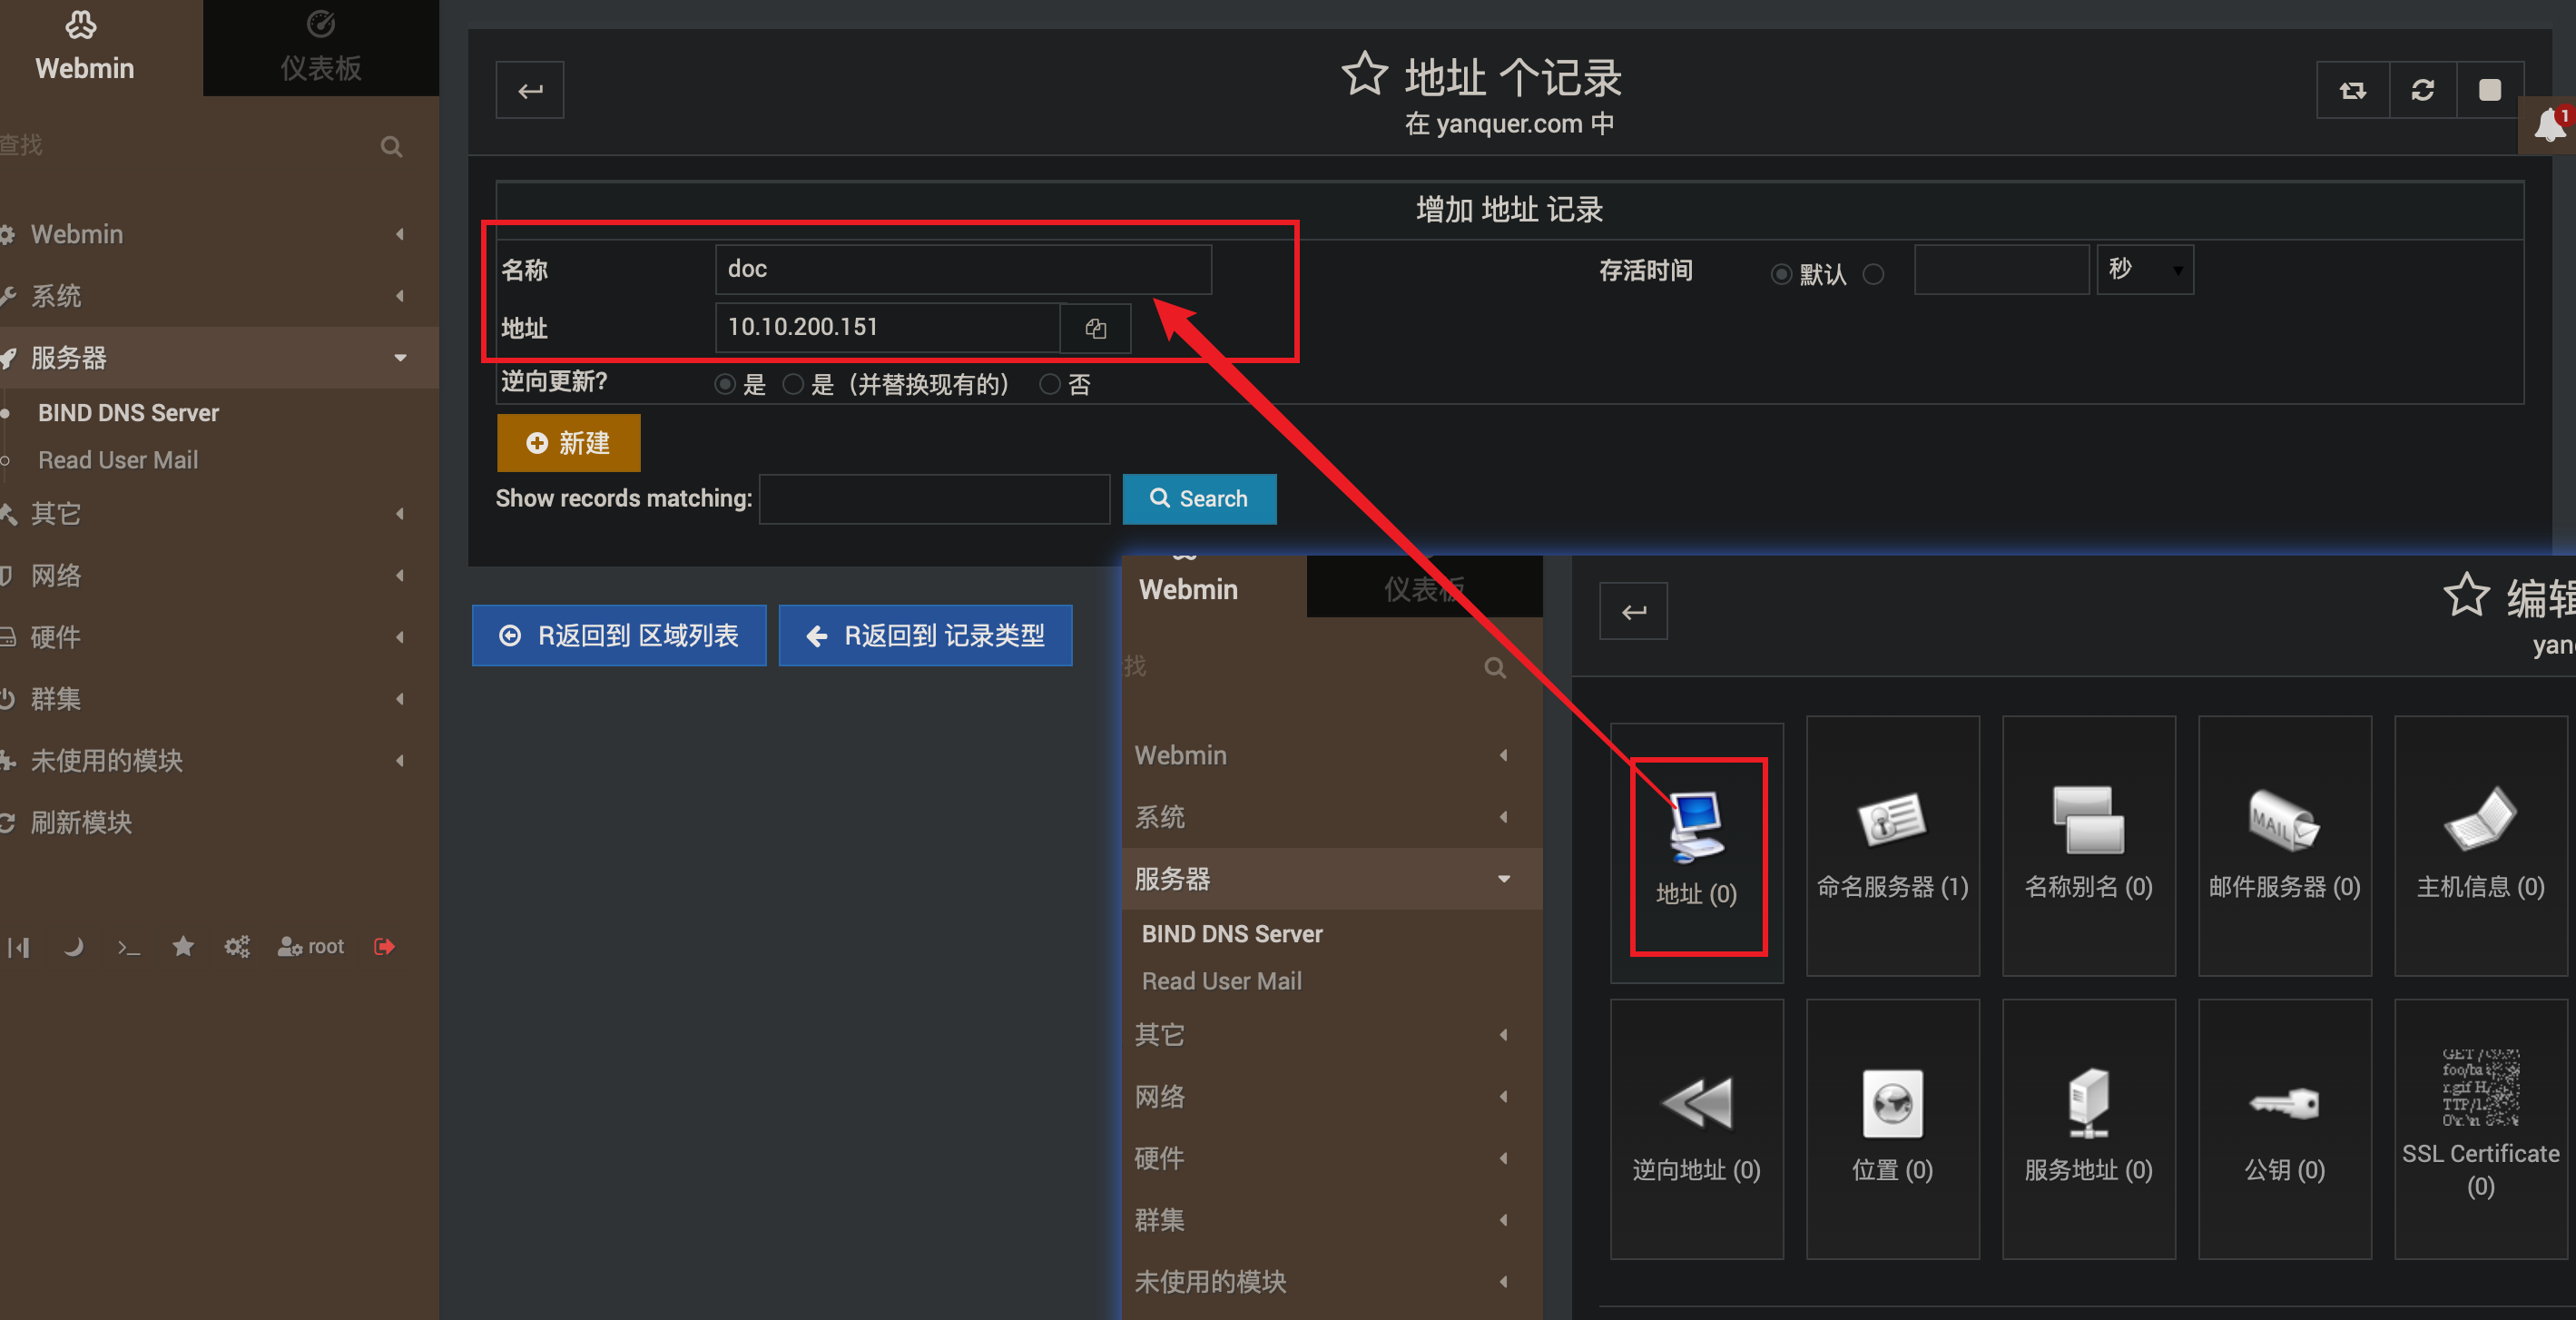 Webmin
仪表板
查找
Webmin
系统
服务器
BIND DNS Server
Read User Mail
其它
网络
硬件
群集
未使用的模块
刷新模块
root
地址 个记录
在 yanquer.com 中
1
增加 地址 记录
名称 doc 存活时间 默认 秒
地址 10.10.200.151
逆向更新? 是 是（并替换现有的） 否
新建
Show records matching: Search
R返回到 区域列表 R返回到 记录类型
Webmin
仪表板
找
Webmin
系统
服务器
BIND DNS Server
Read User Mail
其它
网络
硬件
群集
未使用的模块
编辑
yan
地址 (0) 命名服务器 (1) 名称别名 (0) 邮件服务器 (0) 主机信息 (0)
MAIL
逆向地址 (0) 位置 (0) 服务地址 (0) 公钥 (0) SSL Certificate
(0)